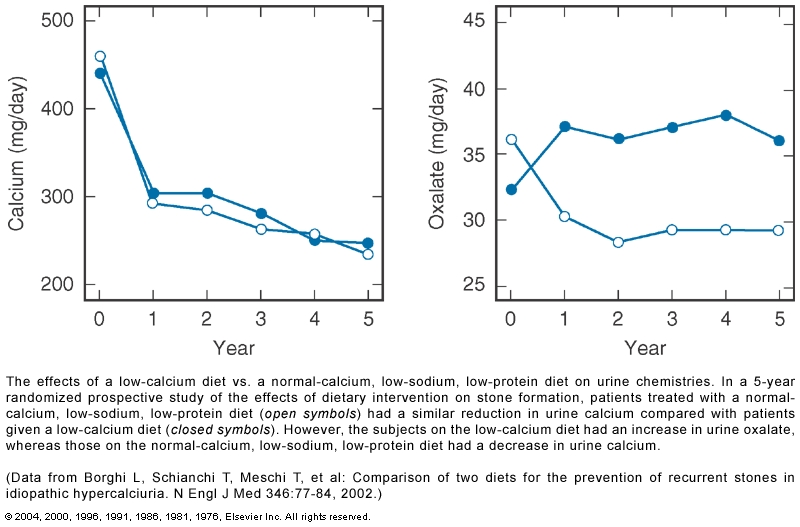 500
400
300
200
Calcium (mg/day)
0 1 2 3 4 5
Year
45
40
35
30
25
Oxalate (mg/day)
0 1 2 3 4 5
Year
The effects of a low-calcium diet vs. a normal-calcium, low-sodium, low-protein diet on urine chemistries. In a 5-year
randomized prospective study of the effects of dietary intervention on stone formation, patients treated with a normal-
calcium, low-sodium, low-protein diet (open symbols) had a similar reduction in urine calcium compared with patients
given a low-calcium diet (closed symbols). However, the subjects on the low-calcium diet had an increase in urine oxalate,
whereas those on the normal-calcium, low-sodium, low-protein diet had a decrease in urine calcium.
(Data from Borghi L, Schianchi T, Meschi T, et al: Comparison of two diets for the prevention of recurrent stones in
idiopathic hypercalciuria. N Engl J Med 346:77-84, 2002.)
© 2004, 2000, 1996, 1991, 1986, 1981, 1976, Elsevier Inc. All rights reserved.